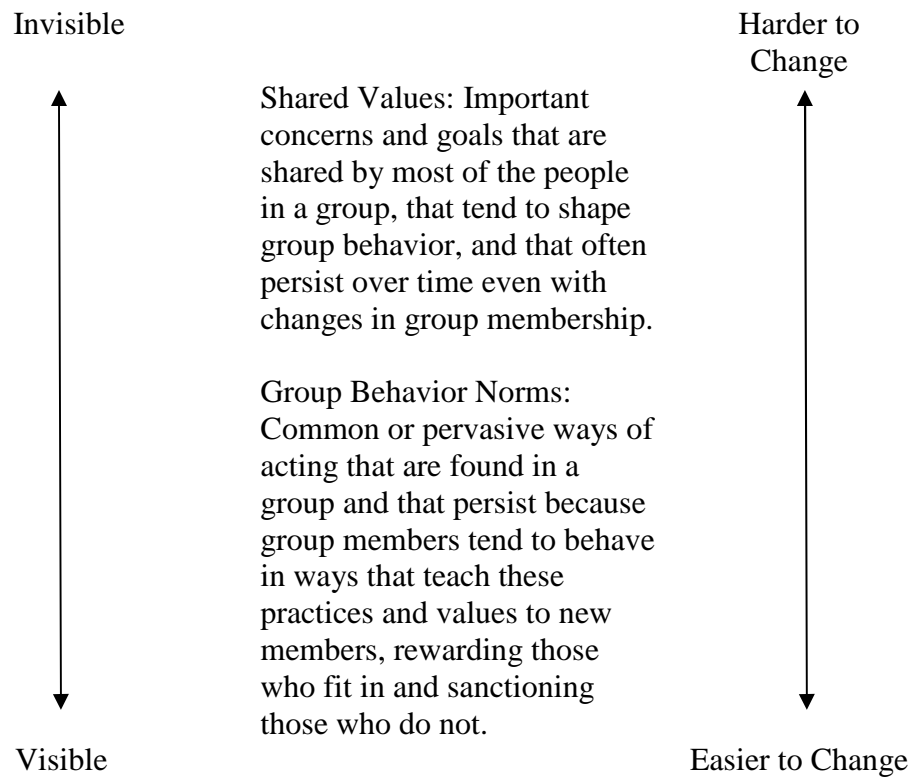 Invisible
Harder to
Change
Shared Values: Important
concerns and goals that are
shared by most of the people
in a group, that tend to shape
group behavior, and that often
persist over time even with
changes in group membership.
Group Behavior Norms:
Common or pervasive ways of
acting that are found in a
group and that persist because
group members tend to behave
in ways that teach these
practices and values to new
members, rewarding those
who fit in and sanctioning
those who do not.
Visible
Easier to Change